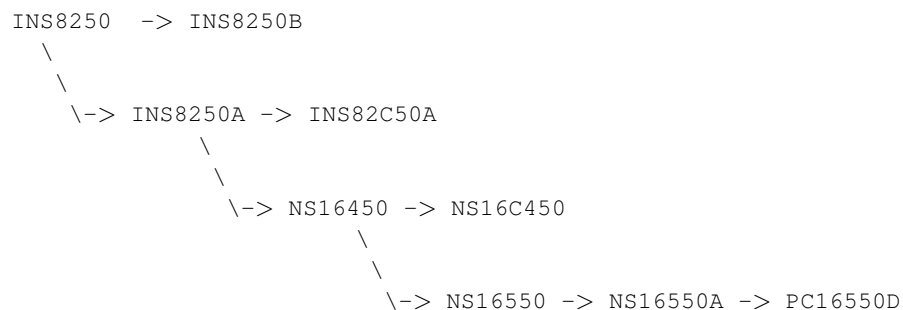 INS8250 -> INS8250B
\
\
\-> INS8250A -> INS82C50A
\
\
\-> NS16450 -> NS16C450
\
\
\-> NS16550 -> NS16550A -> PC16550D